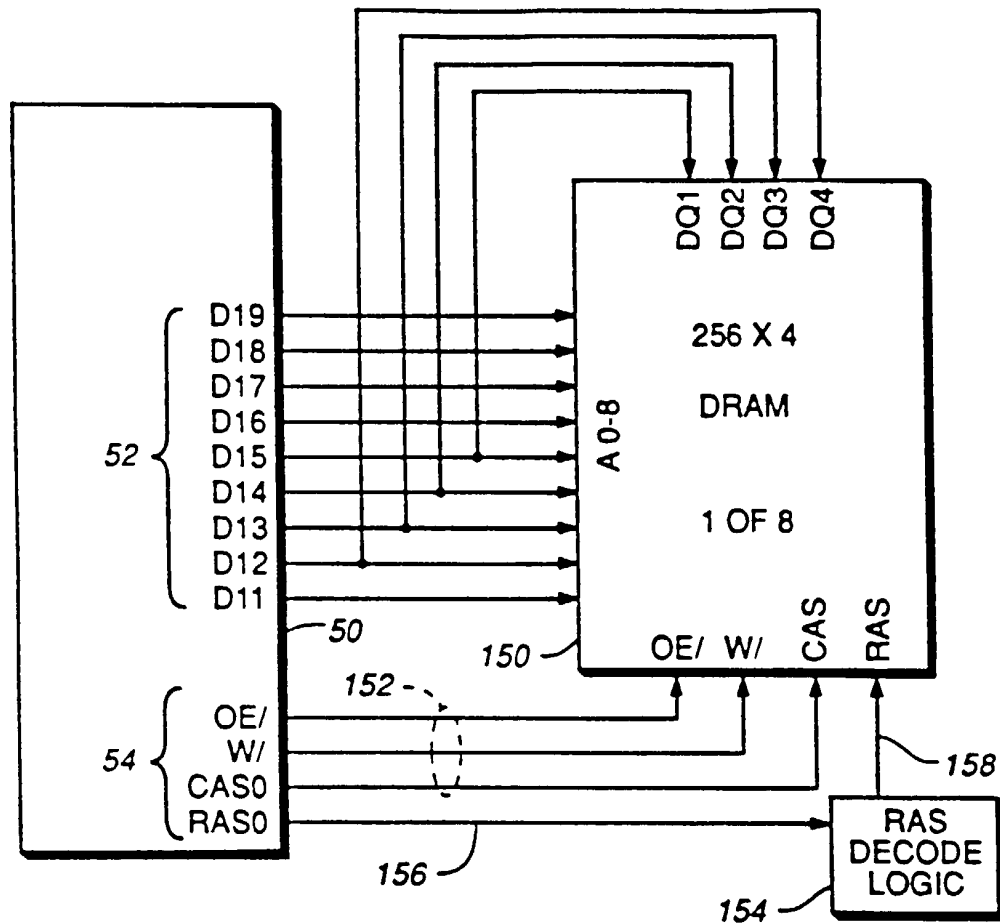 DQ1
DQ2
DQ3
DQ4
D19
D18
D17
D16
D15
D14
D13
D12
D11
52
A 0-8
256 X 4
DRAM
1 OF 8
50
150
OE/
W/
CAS
RAS
152
54
OE/
W/
CAS0
RAS0
156
158
RAS
DECODE
LOGIC
154